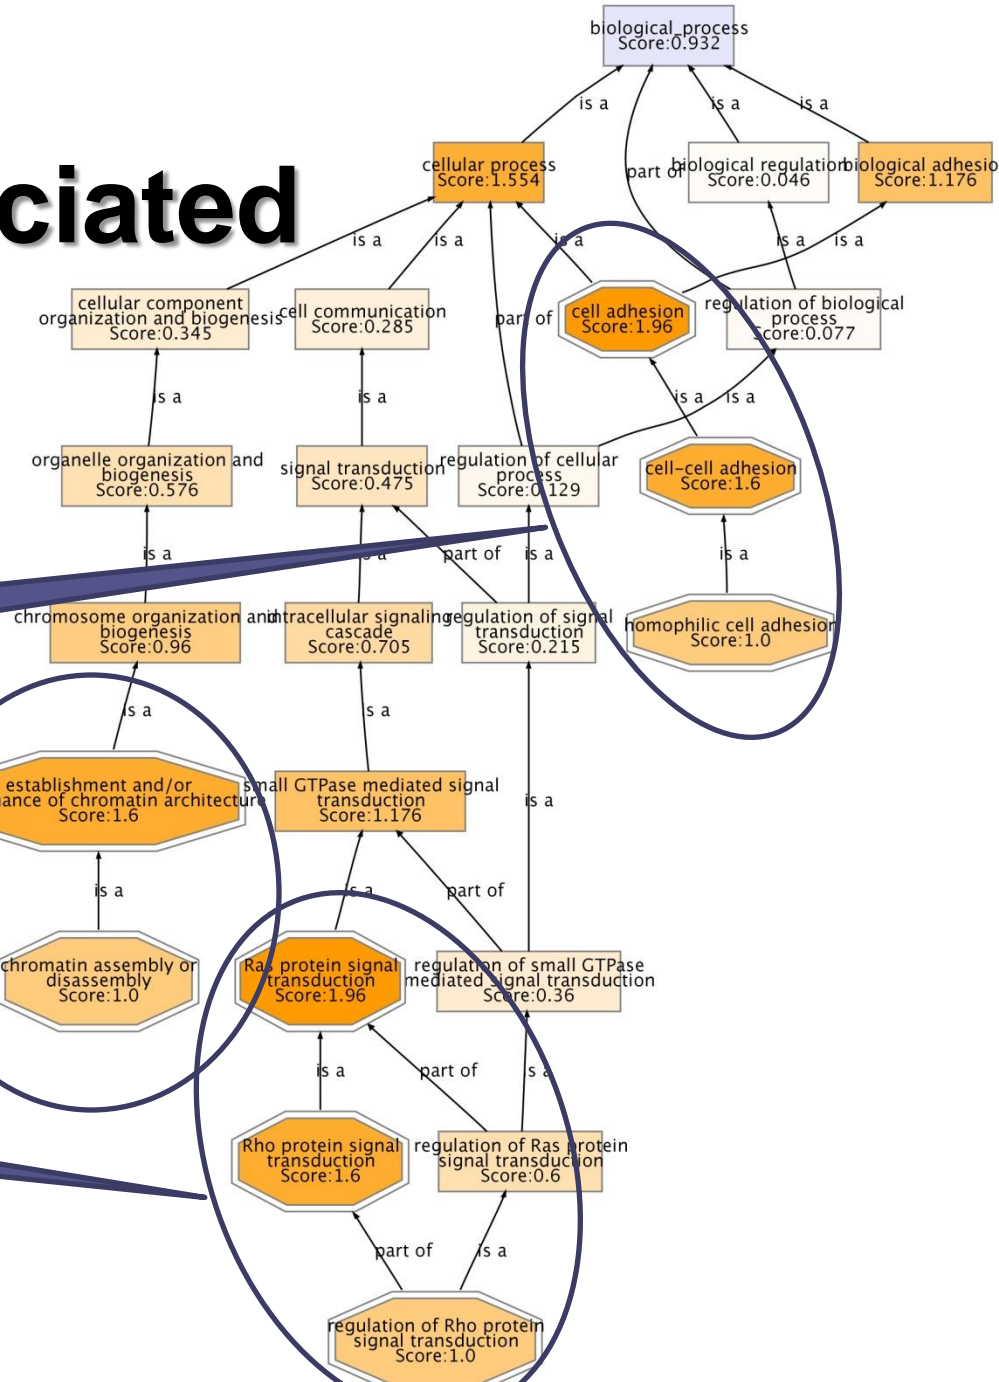 biological_process
Score:0.932
is a
is a
is a
ciated
cellular process
Score:1.554
part of
biological regulation
Score:0.046
biological adhesio
Score:1.176
is a
is a
is a
is a
is a
cellular component
organization and biogenesis
Score:0.345
cell communication
Score:0.285
part of
cell adhesion
Score:1.96
regulation of biological
process
Score:0.077
is a
is a
is a
is a
organelle organization and
biogenesis
Score:0.576
signal transduction
Score:0.475
regulation of cellular
process
Score:0.129
cell-cell adhesion
Score:1.6
is a
is a
part of
is a
is a
chromosome organization and
biogenesis
Score:0.96
intracellular signaling
cascade
Score:0.705
regulation of signal
transduction
Score:0.215
homophilic cell adhesion
Score:1.0
is a
is a
establishment and/or
ance of chromatin architecture
Score:1.6
small GTPase mediated signal
transduction
Score:1.176
is a
is a
is a
part of
chromatin assembly or
disassembly
Score:1.0
Ras protein signal
transduction
Score:1.96
regulation of small GTPase
mediated signal transduction
Score:0.36
is a
part of
is a
Rho protein signal
transduction
Score:1.6
regulation of Ras protein
signal transduction
Score:0.6
part of
is a
regulation of Rho protein
signal transduction
Score:1.0